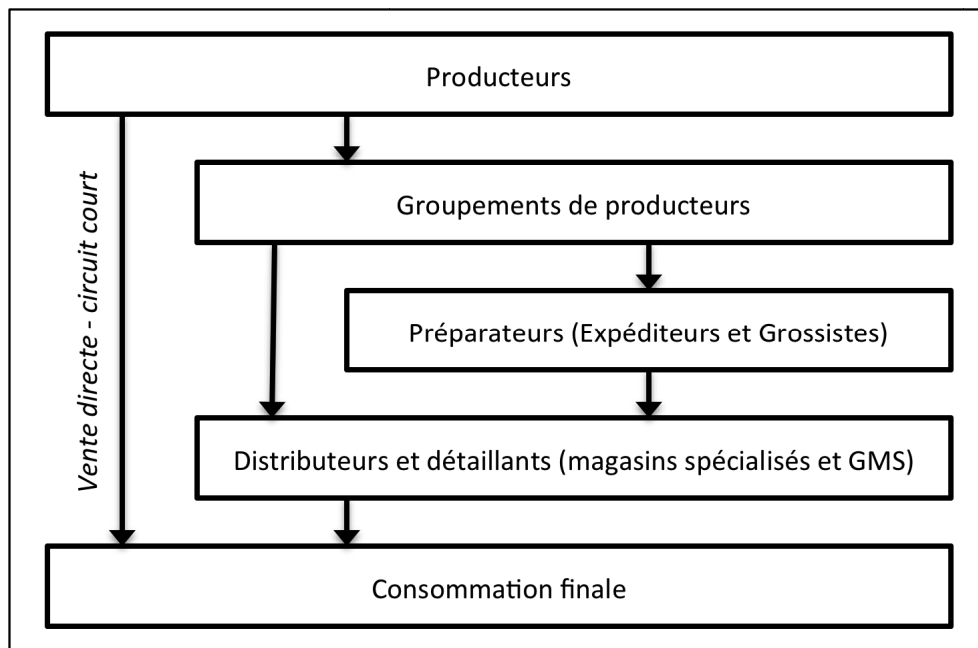 Producteurs
Vente directe - circuit court
Groupements de producteurs
Préparateurs (Expéditeurs et Grossistes)
Distributeurs et détaillants (magasins spécialisés et GMS)
Consommation finale